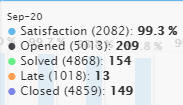 Sep-20
Satisfaction (2082): 99.3 %
Opened (5013): 209
Solved (4868): 154
Late (1018): 13
Closed (4859): 149